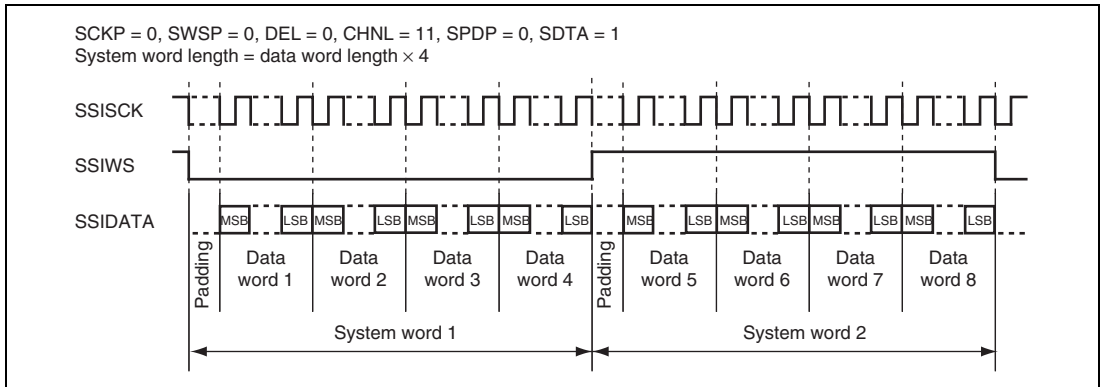 SCKP = 0, SWSP = 0, DEL = 0, CHNL = 11, SPDP = 0, SDTA = 1
System word length = data word length × 4
SSISCK
SSIWS
SSIDATA
MSB LSB MSB LSB MSB LSB MSB LSB MSB LSB MSB LSB MSB LSB MSB LSB
Padding
Data word 1
Data word 2
Data word 3
Data word 4
Padding
Data word 5
Data word 6
Data word 7
Data word 8
System word 1
System word 2